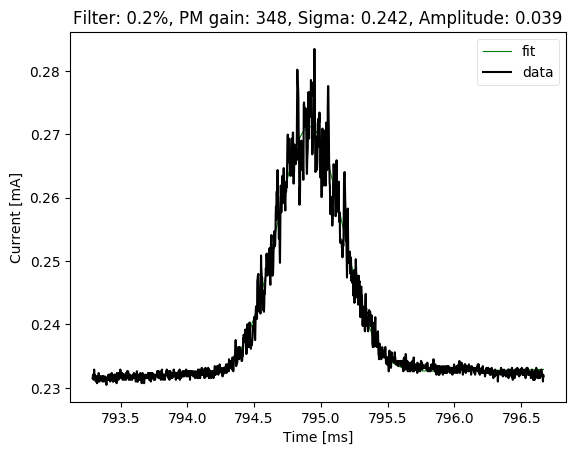 Filter: 0.2%, PM gain: 348, Sigma: 0.242, Amplitude: 0.039
fit
data
0.28
0.27
0.26
0.25
0.24
0.23
Current [mA]
793.5 794.0 794.5 795.0 795.5 796.0 796.5
Time [ms]